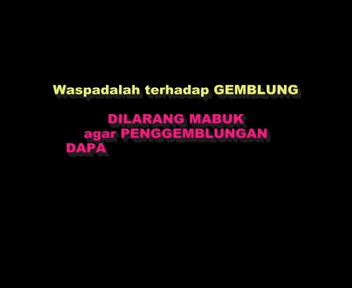 Waspadalah terhadap GEMBLUNG
DILARANG MABUK
agar PENGGEMBLUNGAN
DAPA